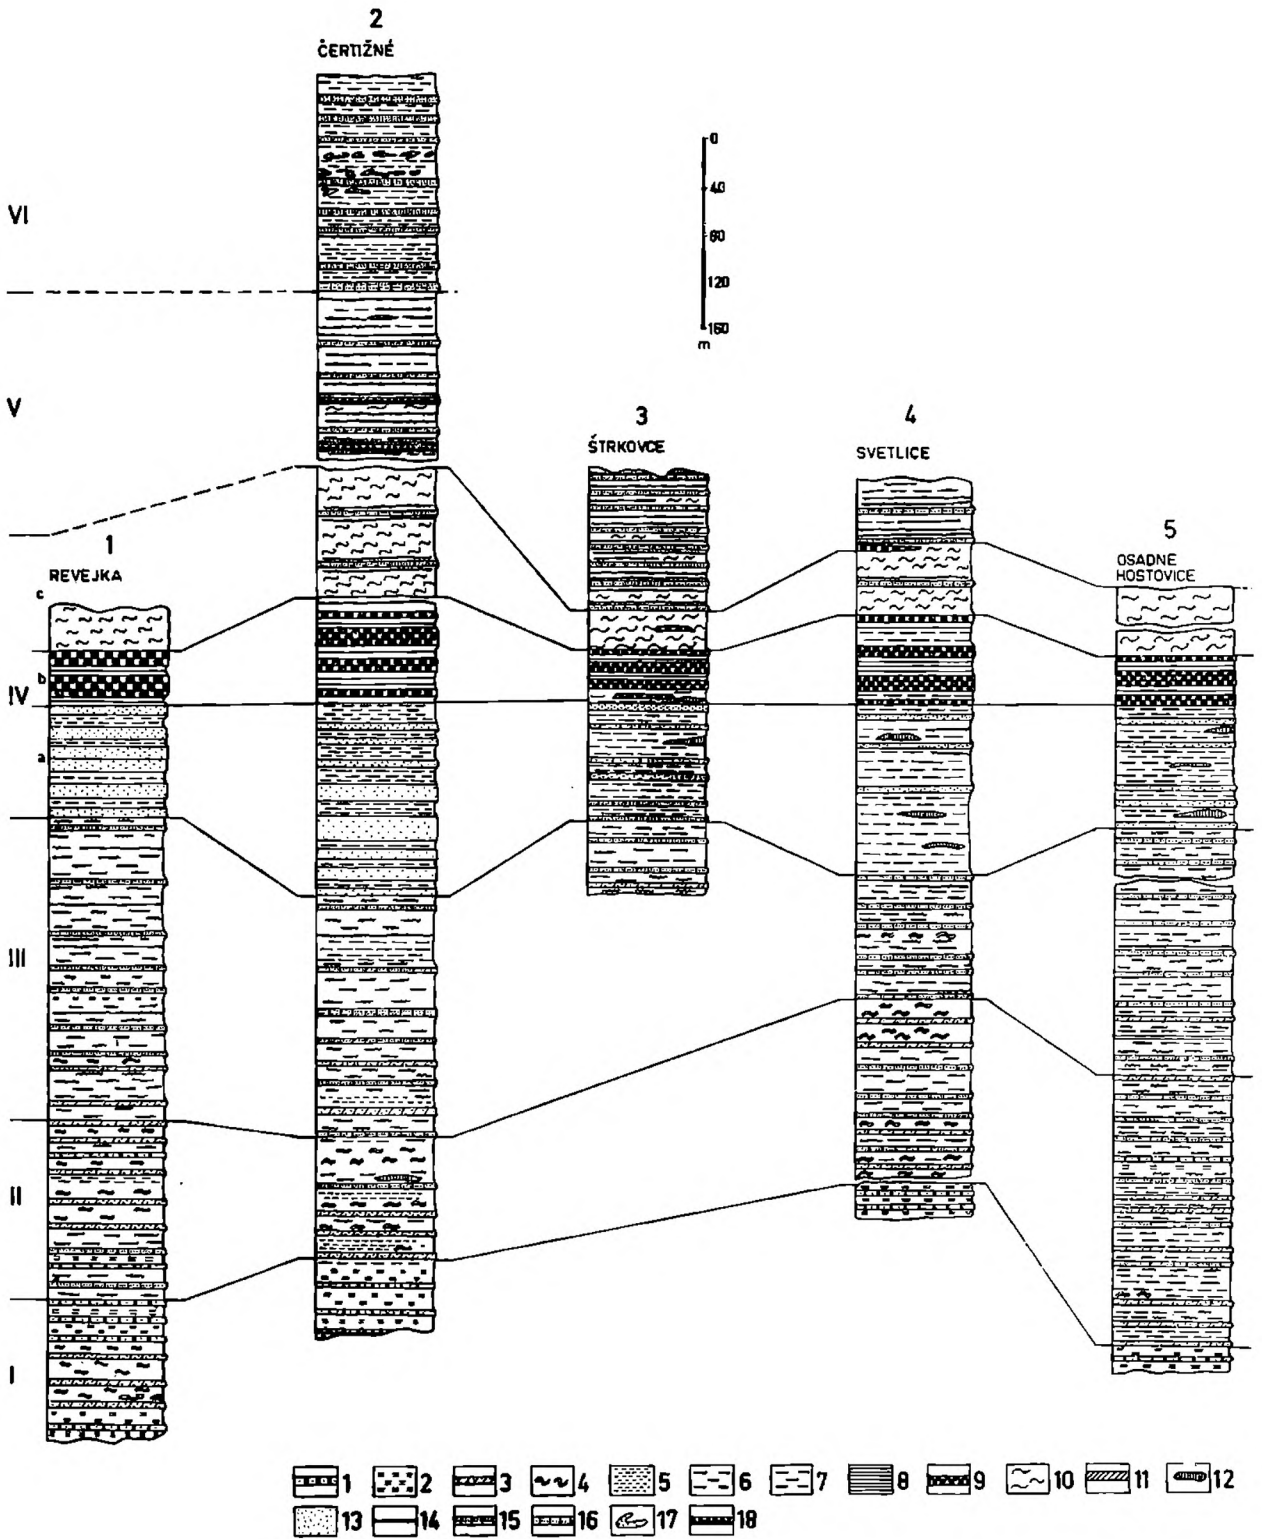 2
ČERTIŽNÉ
0
40
80
120
160
m
VI
V
3
ŠTRKOVCE
4
SVETLICE
1
REVEJKA
5
OSADNE
HOSTOVICE
c
b
IV
a
III
II
I
1 2 3 4 5 6 7 8 9 10 11 12
13 14 15 16 17 18